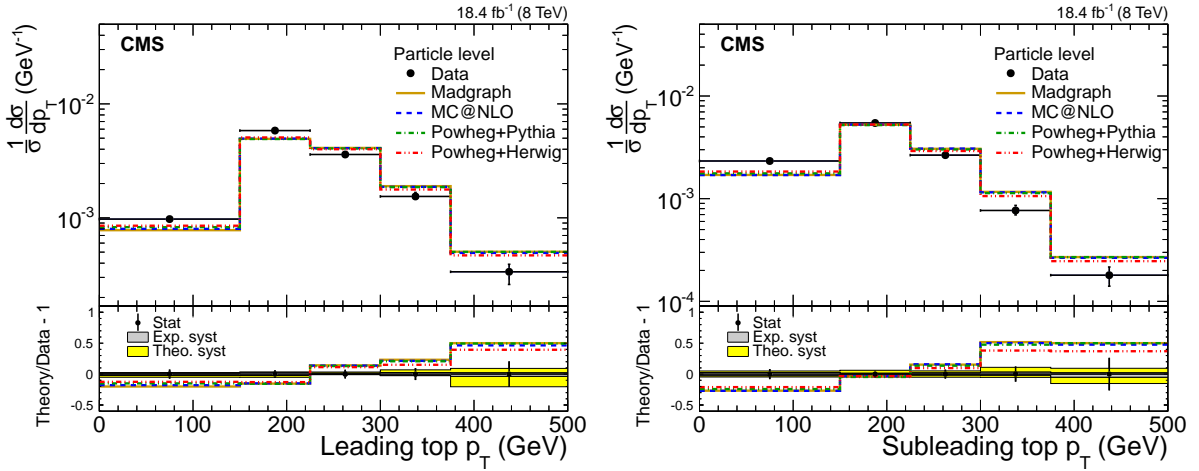 18.4 fb⁻¹ (8 TeV)
CMS
Particle level
Data
Madgraph
MC@NLO
Powheg+Pythia
Powheg+Herwig
1/σ dσ/dp_T (GeV⁻¹)
10⁻²
10⁻³
Stat
Exp. syst
Theo. syst
Theory/Data - 1
1
0.5
0
-0.5
0 100 200 300 400 500
Leading top p_T (GeV)
18.4 fb⁻¹ (8 TeV)
CMS
Particle level
Data
Madgraph
MC@NLO
Powheg+Pythia
Powheg+Herwig
1/σ dσ/dp_T (GeV⁻¹)
10⁻²
10⁻³
10⁻⁴
Stat
Exp. syst
Theo. syst
Theory/Data - 1
1
0.5
0
-0.5
0 100 200 300 400 500
Subleading top p_T (GeV)